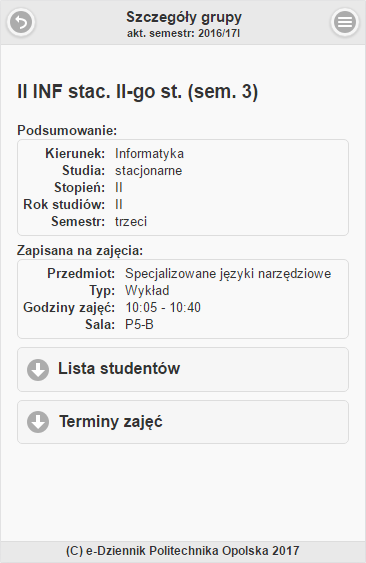 Szczegóły grupy
akt. semestr: 2016/17l
II INF stac. II-go st. (sem. 3)
Podsumowanie:
Kierunek: Informatyka
Studia: stacjonarne
Stopień: II
Rok studiów: II
Semestr: trzeci
Zapisana na zajęcia:
Przedmiot: Specjalizowane języki narzędziowe
Typ: Wykład
Godziny zajęć: 10:05 - 10:40
Sala: P5-B
Lista studentów
Terminy zajęć
(C) e-Dziennik Politechnika Opolska 2017